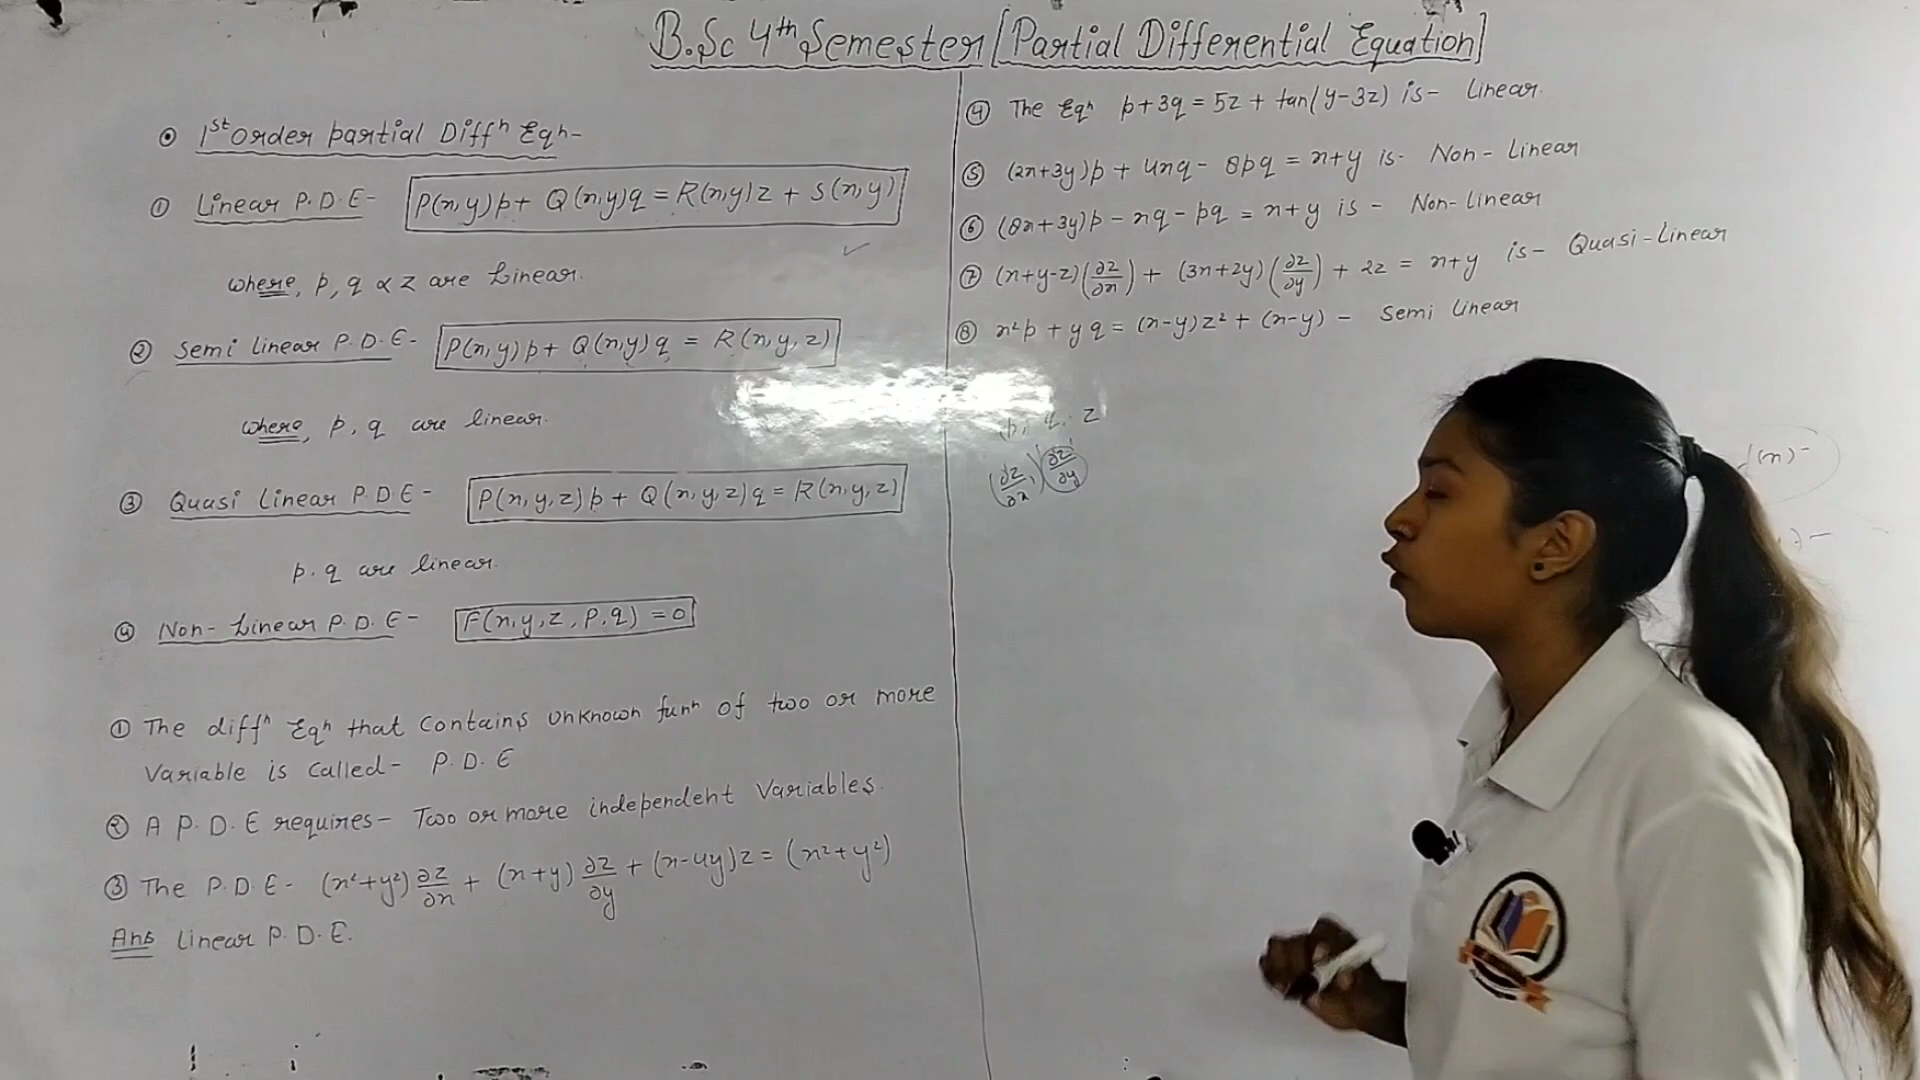 B.Sc 4th Semester [Partial Differential Equation]
⊙ 1st Order partial Diffn Eqn-
① Linear P.D.E- P(x,y)p + Q(x,y)q = R(x,y)z + S(x,y)
where, p, q & z are Linear.
② Semi linear P.D.E- P(x,y)p + Q(x,y)q = R(x,y,z)
where, p, q are linear.
③ Quasi Linear P.D.E- P(x,y,z)p + Q(x,y,z)q = R(x,y,z)
p.q are linear.
④ Non-Linear P.D.E- F(x,y,z,P,q) = 0
① The diffn Eqn that Contains Unknown funn of two or more
Variable is Called- P.D.E
② A P.D.E requires- Two or more independent Variables.
③ The P.D.E- (x²+y²) ∂z/∂x + (x+y) ∂z/∂y + (x-4y)z = (x²+y²)
Ans Linear P.D.E.
④ The Eqn p+3q = 5z + tan(y-3z) is- Linear.
⑤ (2x+3y)p + 4xq - 8pq = x+y is- Non-Linear
⑥ (8x+3y)p - xq - pq = x+y is- Non-Linear
⑦ (x+y-z)(∂z/∂x) + (3x+2y)(∂z/∂y) + 2z = x+y is- Quasi-Linear
⑧ x²p + yq = (x-y)z² + (x-y) - Semi Linear
p, q, z
(∂z/∂x) (∂z/∂y)
(x)-